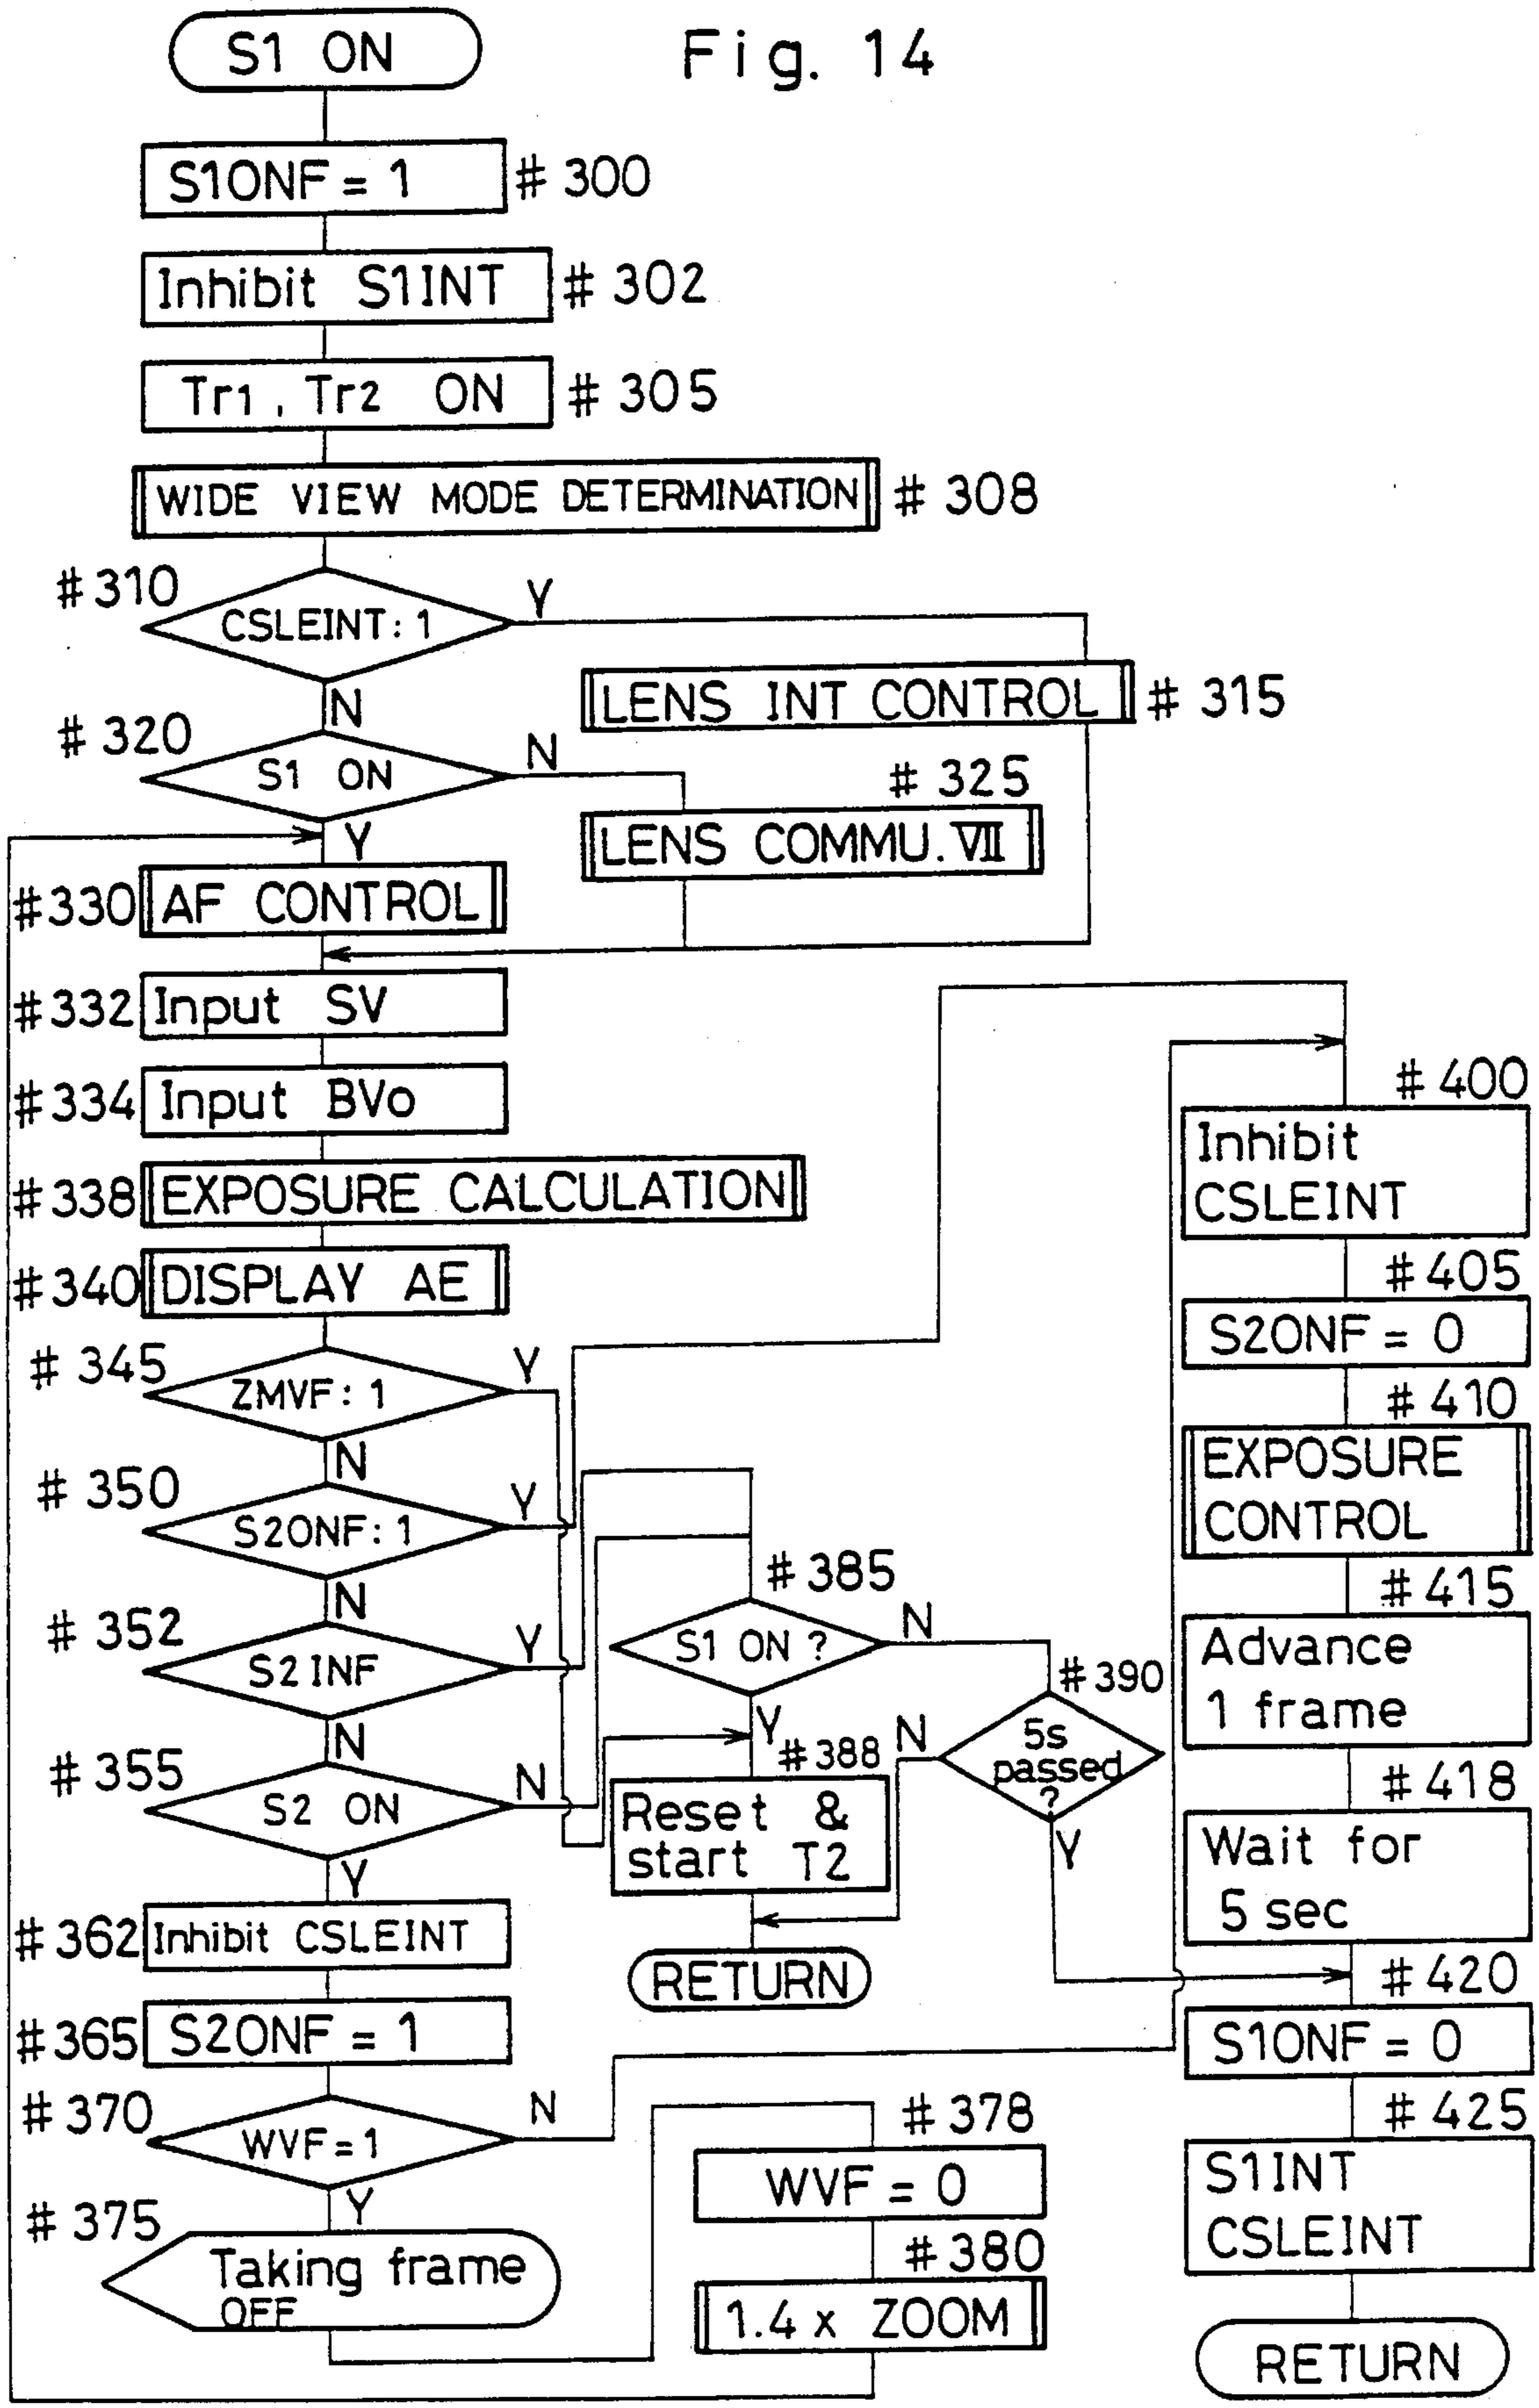 Fig. 14
S1 ON
S1ONF = 1 # 300
Inhibit S1INT # 302
Tr1, Tr2 ON # 305
WIDE VIEW MODE DETERMINATION # 308
# 310
CSLEINT: 1
Y
N
LENS INT CONTROL # 315
# 320
S1 ON
N
Y
# 325
LENS COMMU. VII
#330 AF CONTROL
#332 Input SV
#334 Input BVo
#338 EXPOSURE CALCULATION
#340 DISPLAY AE
# 345
ZMVF: 1
Y
N
# 350
S2ONF: 1
Y
N
# 352
S2INF
Y
N
# 355
S2 ON
N
Y
# 362 Inhibit CSLEINT
#365 S2ONF = 1
# 370
WVF=1
N
Y
# 375
Taking frame
OFF
# 378
WVF = 0
# 380
1.4 x ZOOM
# 385
S1 ON ?
N
Y
# 388
Reset &
start T2
RETURN
#390
5s
passed
?
N
Y
# 400
Inhibit
CSLEINT
# 405
S2ONF = 0
# 410
EXPOSURE
CONTROL
# 415
Advance
1 frame
# 418
Wait for
5 sec
# 420
S1ONF = 0
# 425
S1INT
CSLEINT
RETURN